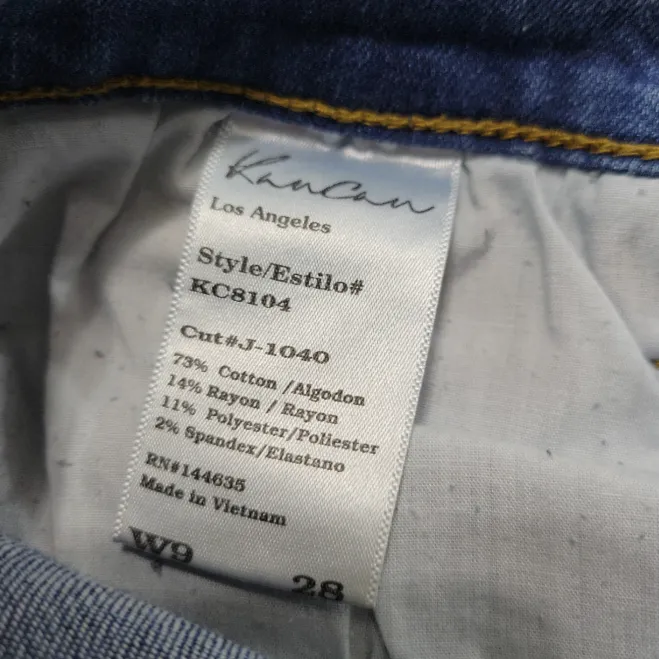 KanCan
Los Angeles
Style/Estilo#
KC8104
Cut#J-1040
73% Cotton /Algodon
14% Rayon / Rayon
11% Polyester/Poliester
2% Spandex/Elastano
RN#144635
Made in Vietnam
W9 28